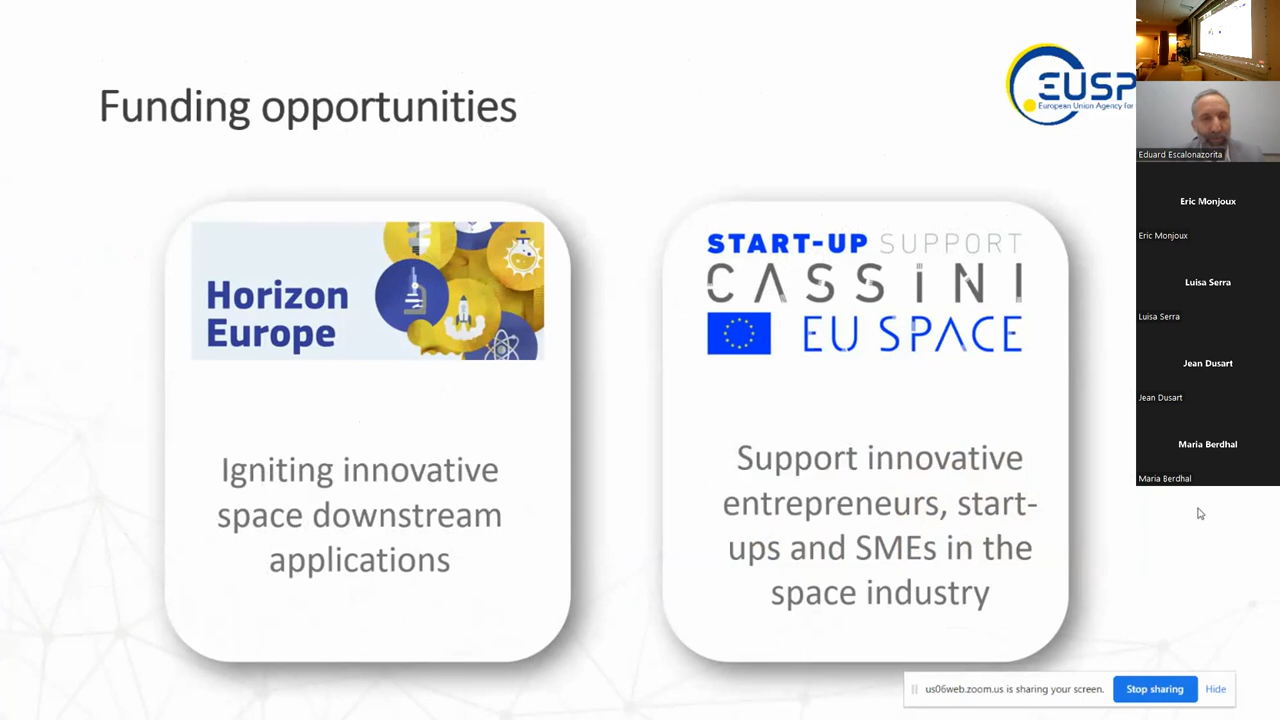 Funding opportunities
EUSP
European Union Agency for
Horizon
Europe
Igniting innovative
space downstream
applications
START-UP SUPPORT
CASSINI
EU SPACE
Support innovative
entrepreneurs, start-
ups and SMEs in the
space industry
Eduard Escalonazorita
Eric Monjoux
Eric Monjoux
Luisa Serra
Luisa Serra
Jean Dusart
Jean Dusart
Maria Berdhal
Maria Berdhal
us06web.zoom.us is sharing your screen. Stop sharing Hide